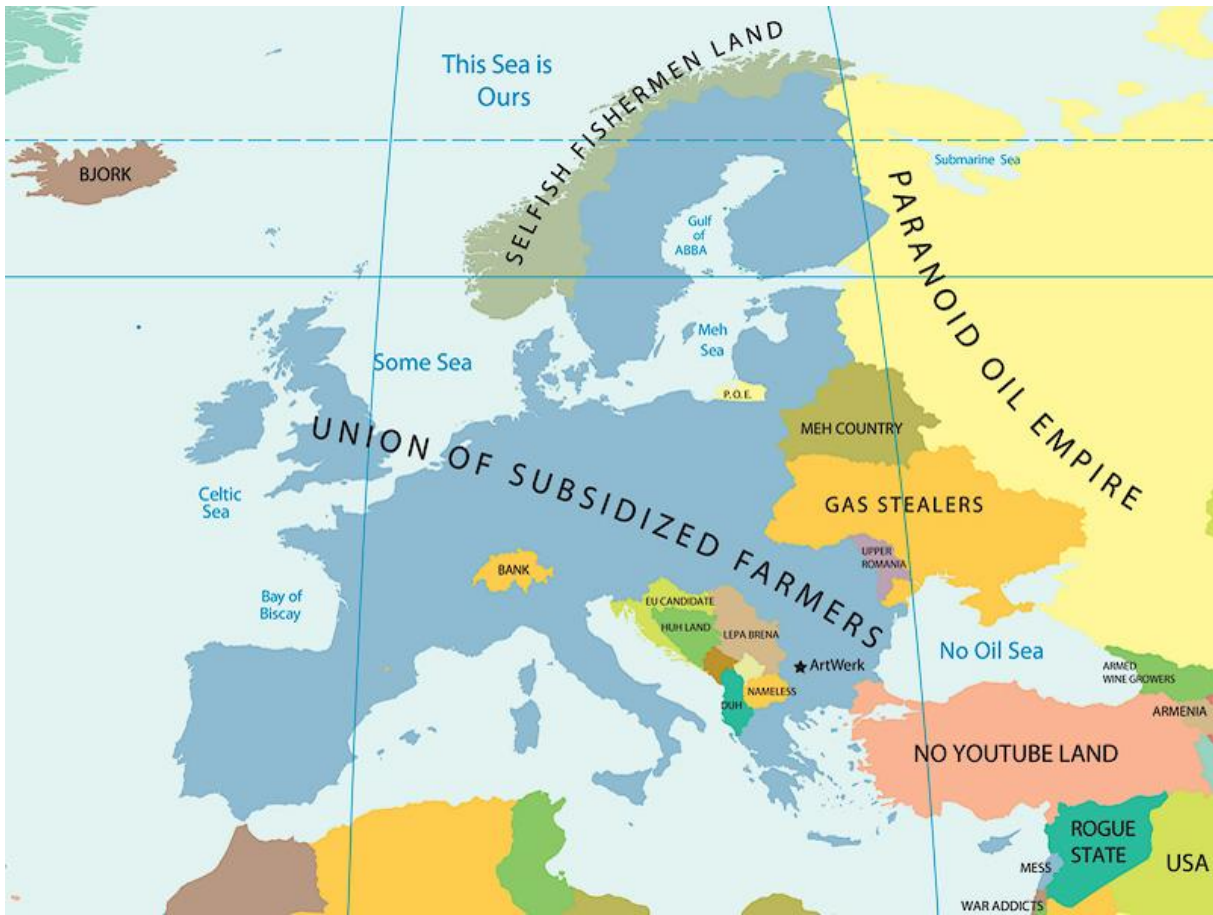 This Sea is
Ours
SELFISH FISHERMEN LAND
BJORK
Submarine Sea
PARANOID OIL EMPIRE
Gulf
of
ABBA
Meh
Sea
Some Sea
P.O.E.
MEH COUNTRY
UNION OF SUBSIDIZED FARMERS
Celtic
Sea
GAS STEALERS
UPPER
ROMANIA
BANK
Bay of
Biscay
EU CANDIDATE
HUH LAND
LEPA BRENA
ArtWerk
No Oil Sea
ARMED
WINE GROWERS
NAMELESS
DUH
ARMENIA
NO YOUTUBE LAND
ROGUE
STATE
USA
MESS
WAR ADDICTS